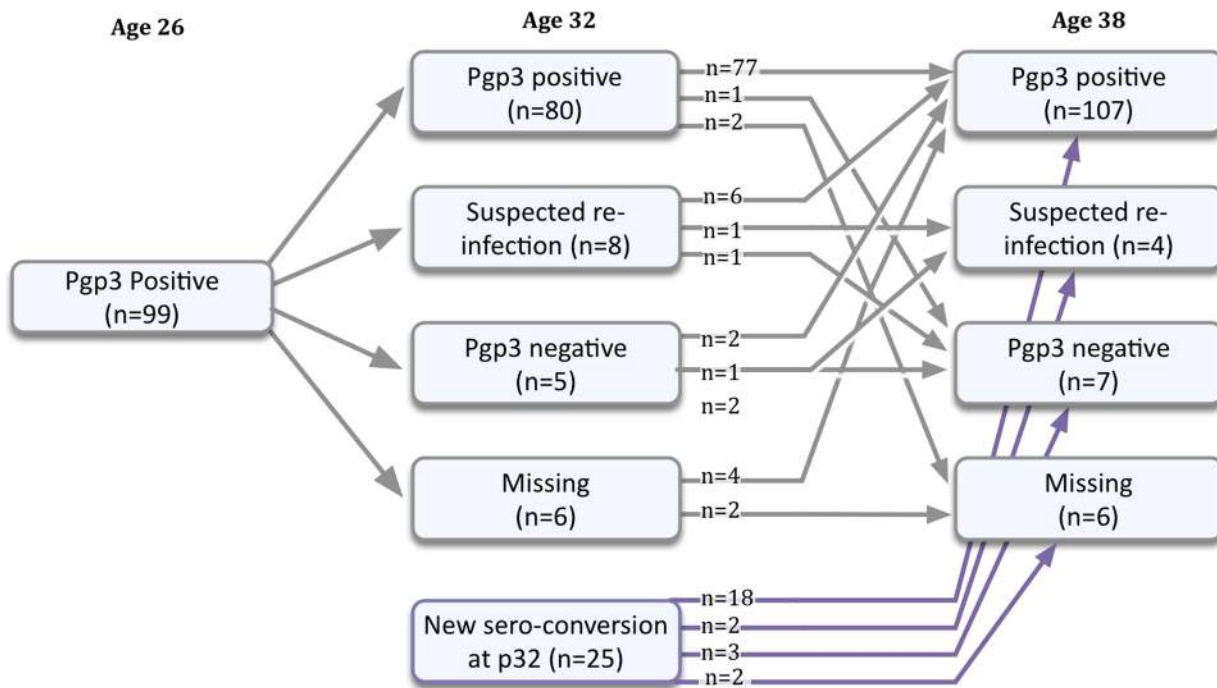 Age 26
Age 32
Age 38
Pgp3 Positive
(n=99)
Pgp3 positive
(n=80)
Suspected re-
infection (n=8)
Pgp3 negative
(n=5)
Missing
(n=6)
New sero-conversion
at p32 (n=25)
n=77
n=1
n=2
n=6
n=1
n=1
n=2
n=1
n=2
n=4
n=2
n=18
n=2
n=3
n=2
Pgp3 positive
(n=107)
Suspected re-
infection (n=4)
Pgp3 negative
(n=7)
Missing
(n=6)